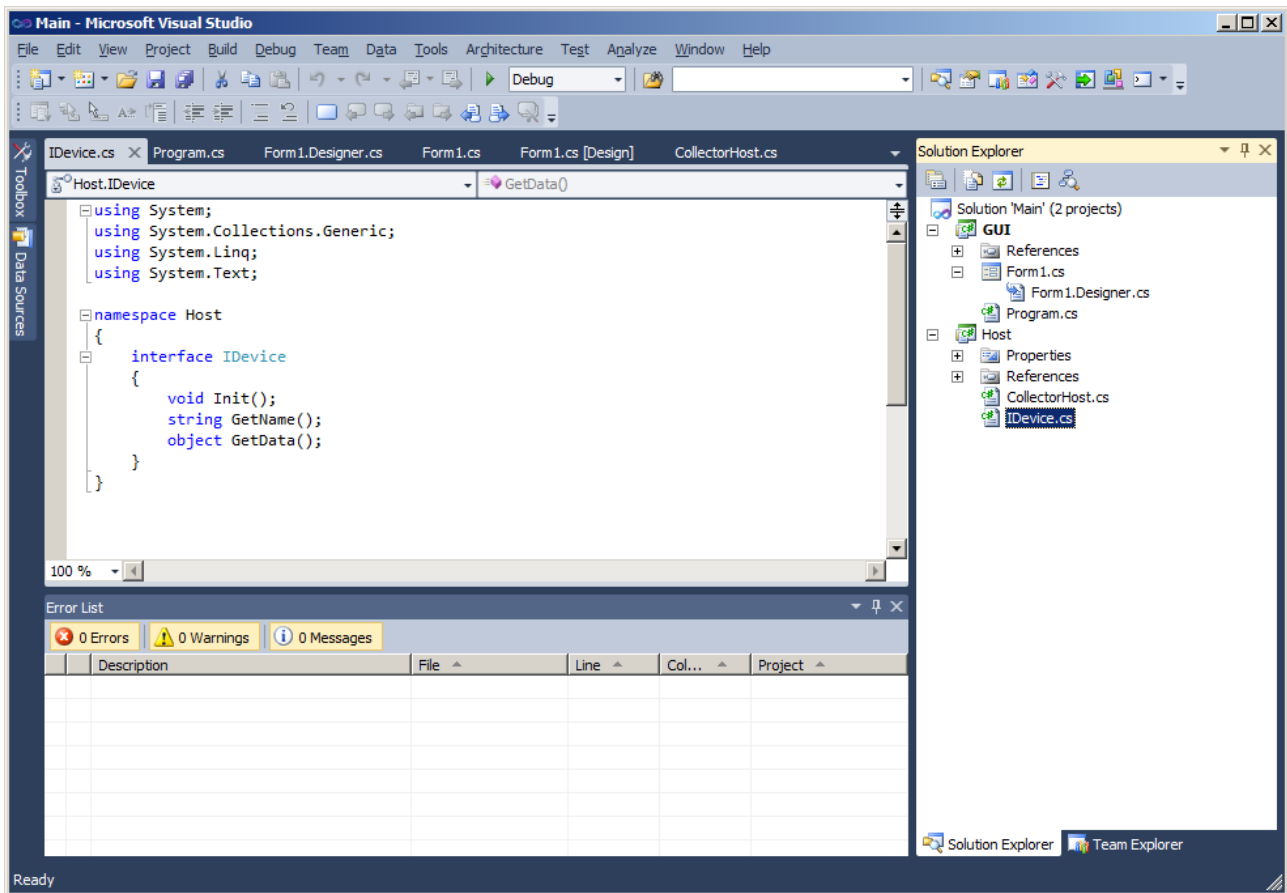 Main - Microsoft Visual Studio
File Edit View Project Build Debug Team Data Tools Architecture Test Analyze Window Help
Debug
Toolbox
Data Sources
IDevice.cs Program.cs Form1.Designer.cs Form1.cs Form1.cs [Design] CollectorHost.cs
Host.IDevice GetData()
using System;
using System.Collections.Generic;
using System.Linq;
using System.Text;
namespace Host
{
interface IDevice
{
void Init();
string GetName();
object GetData();
}
}
100 %
Error List
0 Errors 0 Warnings 0 Messages
Description File Line Col... Project
Solution Explorer
Solution 'Main' (2 projects)
GUI
References
Form1.cs
Form1.Designer.cs
Program.cs
Host
Properties
References
CollectorHost.cs
IDevice.cs
Solution Explorer Team Explorer
Ready